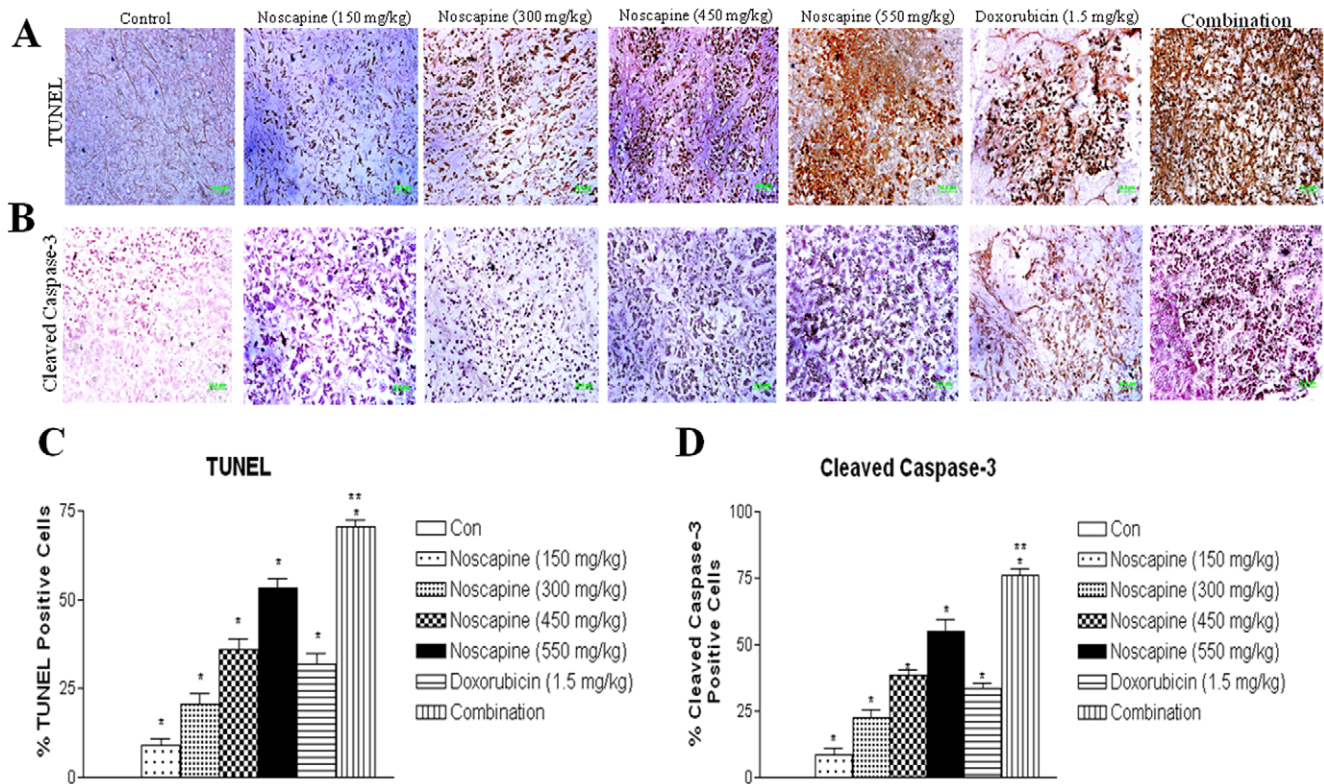 A
Control
Noscapine (150 mg/kg)
Noscapine (300 mg/kg)
Noscapine (450 mg/kg)
Noscapine (550 mg/kg)
Doxorubicin (1.5 mg/kg)
Combination
TUNEL
B
Cleaved Caspase-3
C
TUNEL
% TUNEL Positive Cells
75
50
25
0
*
*
*
*
*
**
*
Con
Noscapine (150 mg/kg)
Noscapine (300 mg/kg)
Noscapine (450 mg/kg)
Noscapine (550 mg/kg)
Doxorubicin (1.5 mg/kg)
Combination
D
Cleaved Caspase-3
% Cleaved Caspase-3
Positive Cells
100
75
50
25
0
*
*
*
*
*
**
*
Con
Noscapine (150 mg/kg)
Noscapine (300 mg/kg)
Noscapine (450 mg/kg)
Noscapine (550 mg/kg)
Doxorubicin (1.5 mg/kg)
Combination